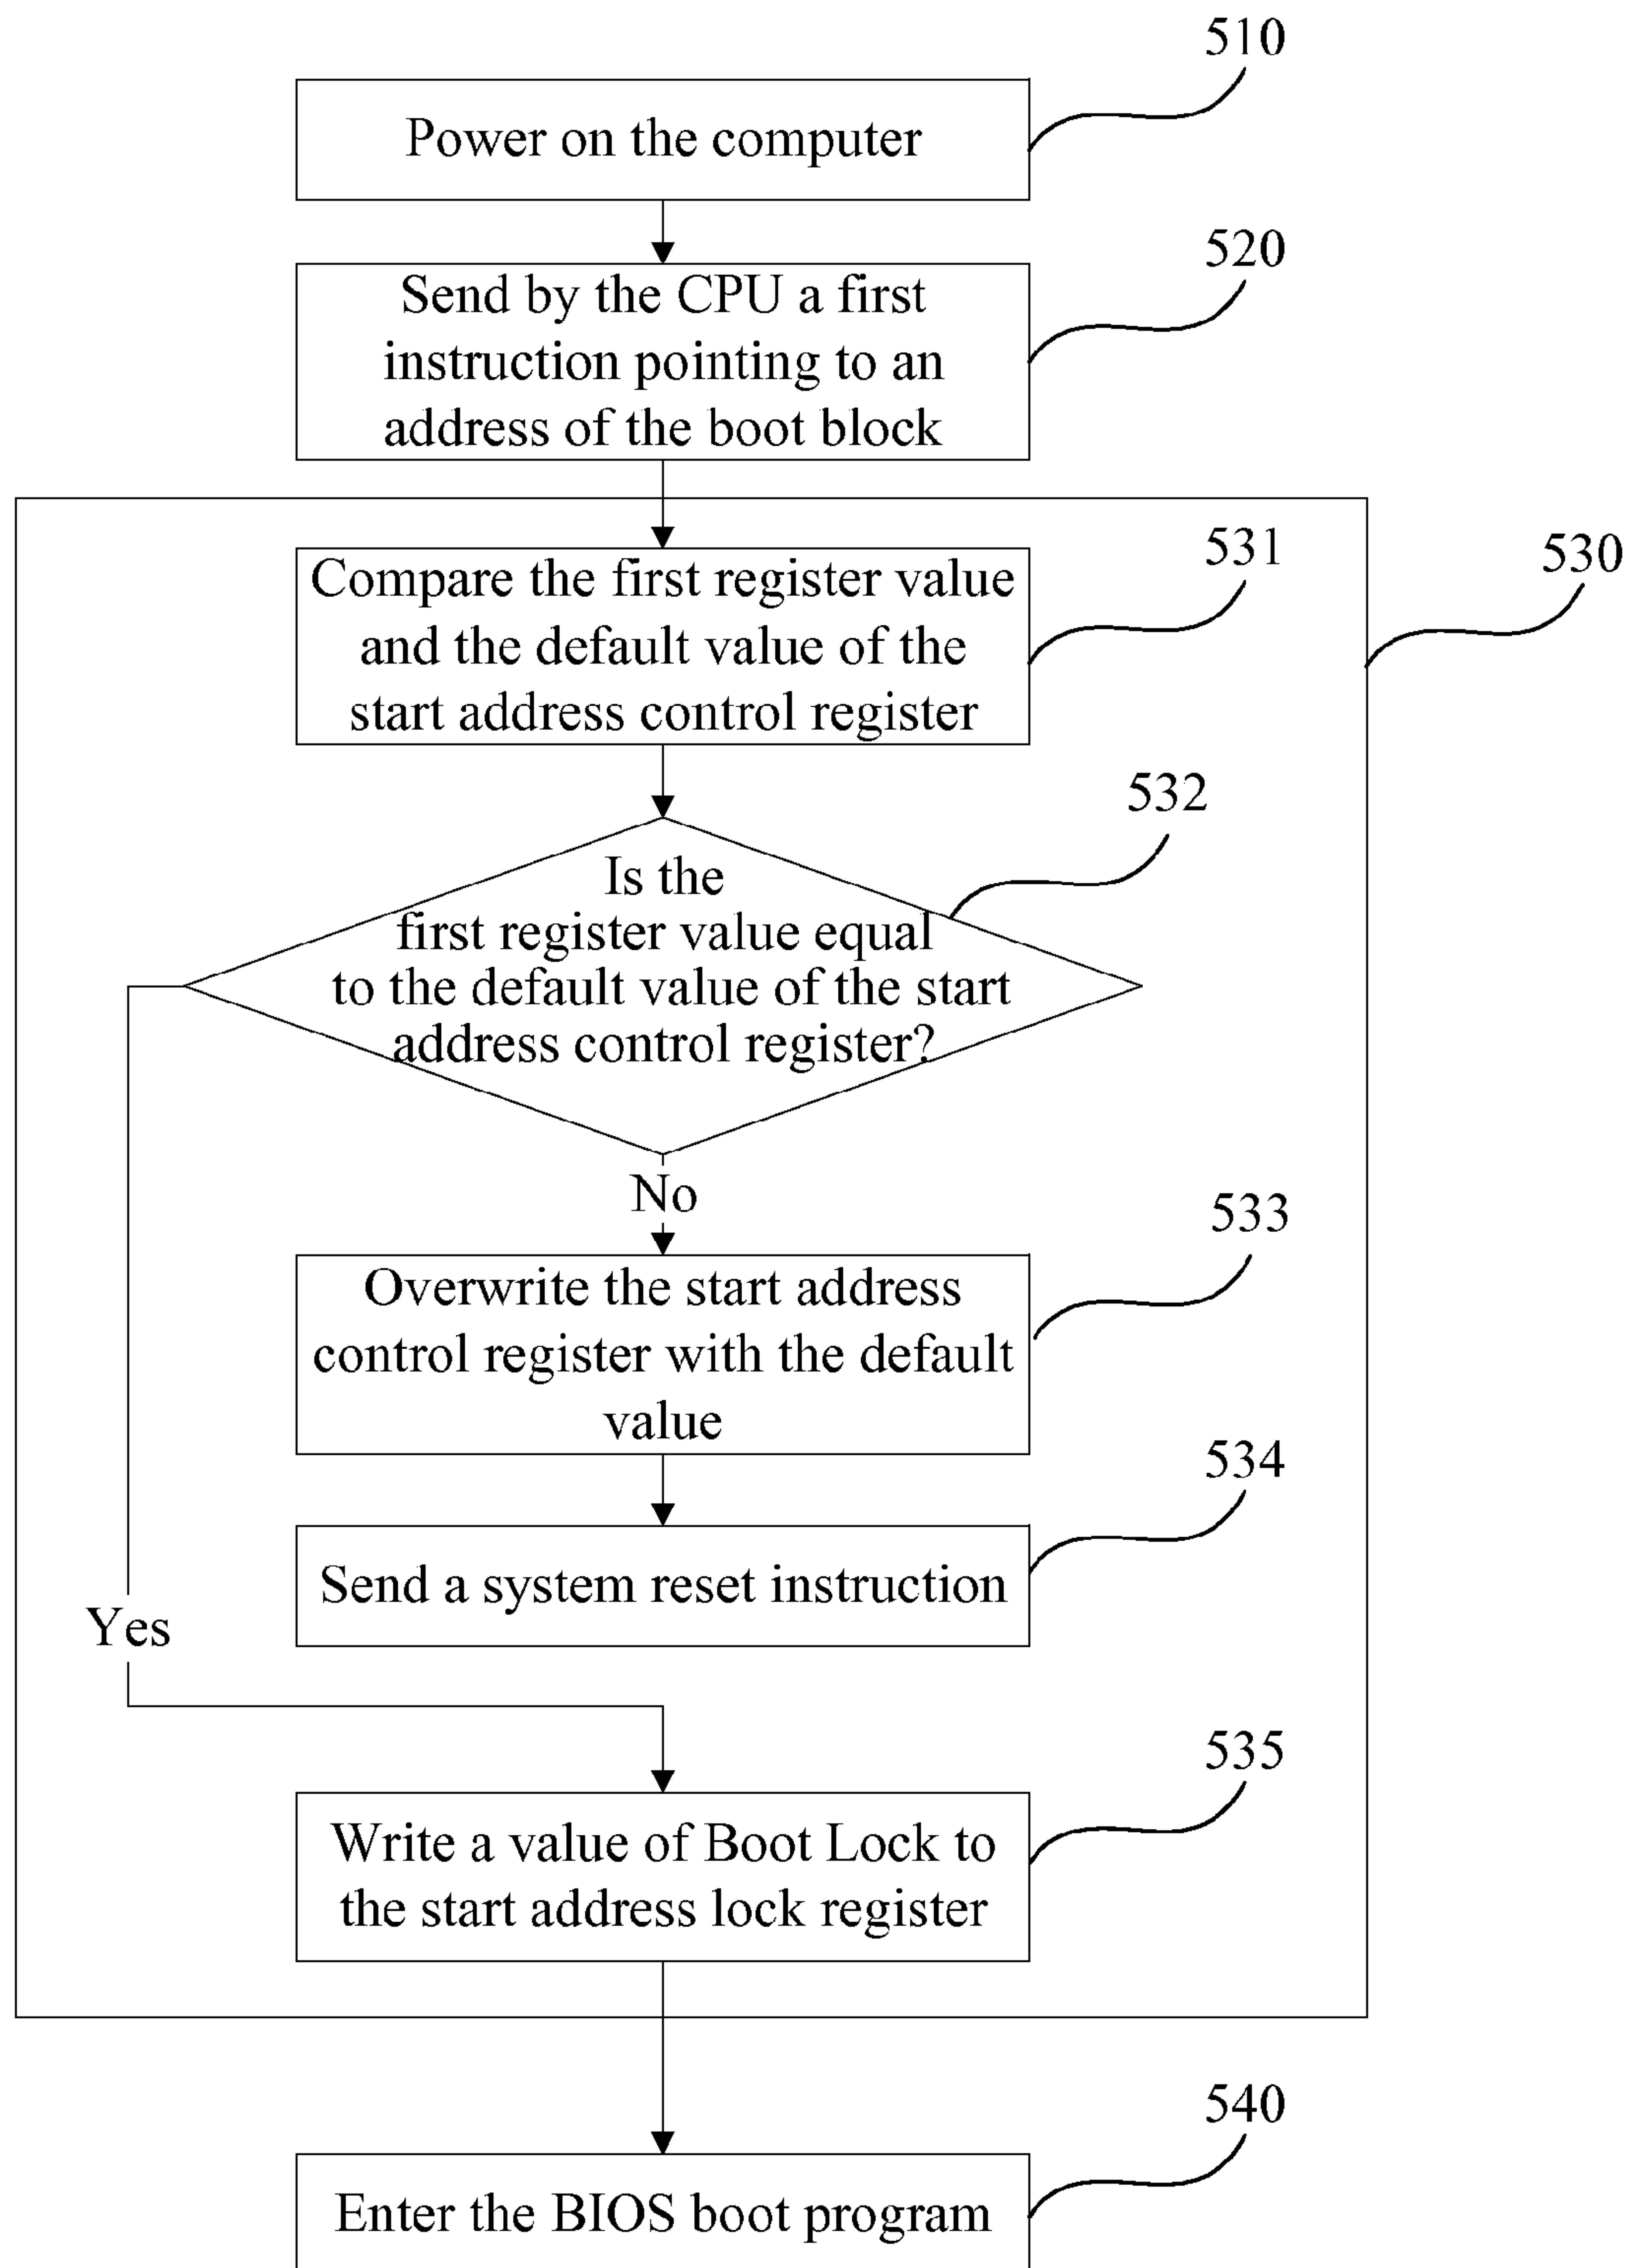 510
Power on the computer
520
Send by the CPU a first
instruction pointing to an
address of the boot block
531
530
Compare the first register value
and the default value of the
start address control register
532
Is the
first register value equal
to the default value of the start
address control register?
No
533
Overwrite the start address
control register with the default
value
534
Send a system reset instruction
Yes
535
Write a value of Boot Lock to
the start address lock register
540
Enter the BIOS boot program